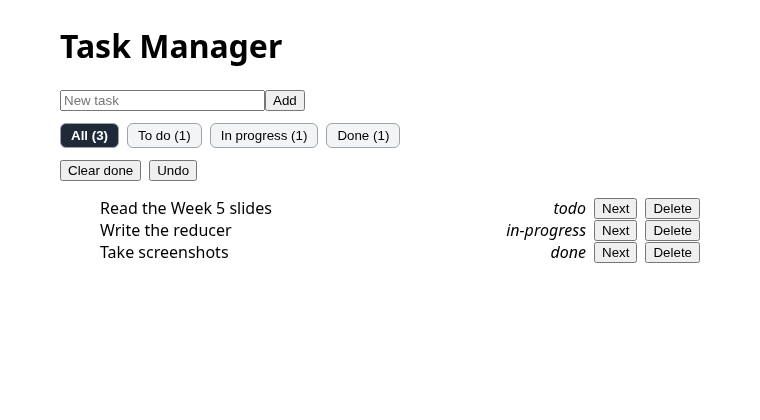 Task Manager
New task Add
All (3) To do (1) In progress (1) Done (1)
Clear done Undo
Read the Week 5 slides todo Next Delete
Write the reducer in-progress Next Delete
Take screenshots done Next Delete